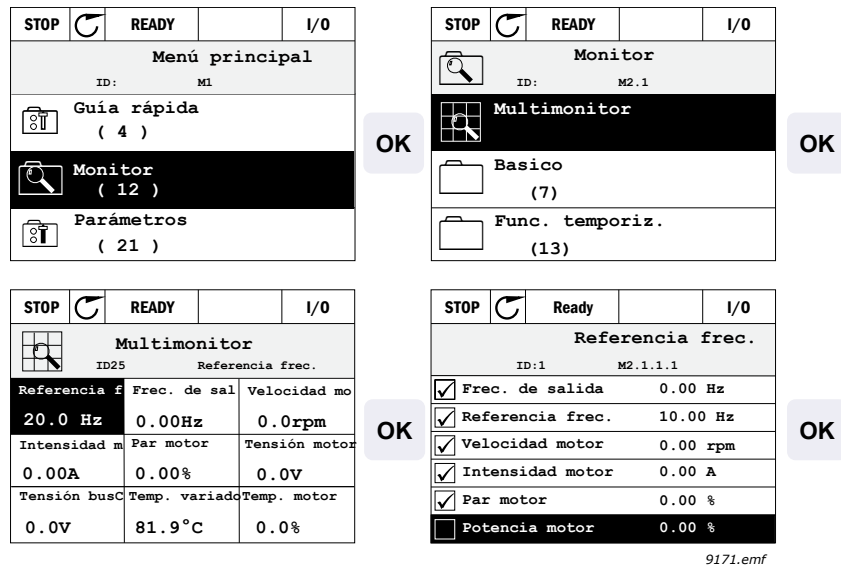 STOP READY I/O
Menú principal
ID: M1
Guía rápida
( 4 )
Monitor
( 12 )
Parámetros
( 21 )
OK
STOP READY I/O
Monitor
ID: M2.1
Multimonitor
Basico
(7)
Func. temporiz.
(13)
OK
STOP READY I/O
Multimonitor
ID25 Referencia frec.
Referencia f Frec. de sal Velocidad mo
20.0 Hz 0.00Hz 0.0rpm
Intensidad m Par motor Tensión motor
0.00A 0.00% 0.0V
Tensión busC Temp. variado Temp. motor
0.0V 81.9°C 0.0%
OK
STOP Ready I/O
Referencia frec.
ID:1 M2.1.1.1
Frec. de salida 0.00 Hz
Referencia frec. 10.00 Hz
Velocidad motor 0.00 rpm
Intensidad motor 0.00 A
Par motor 0.00 %
Potencia motor 0.00 %
OK
9171.emf